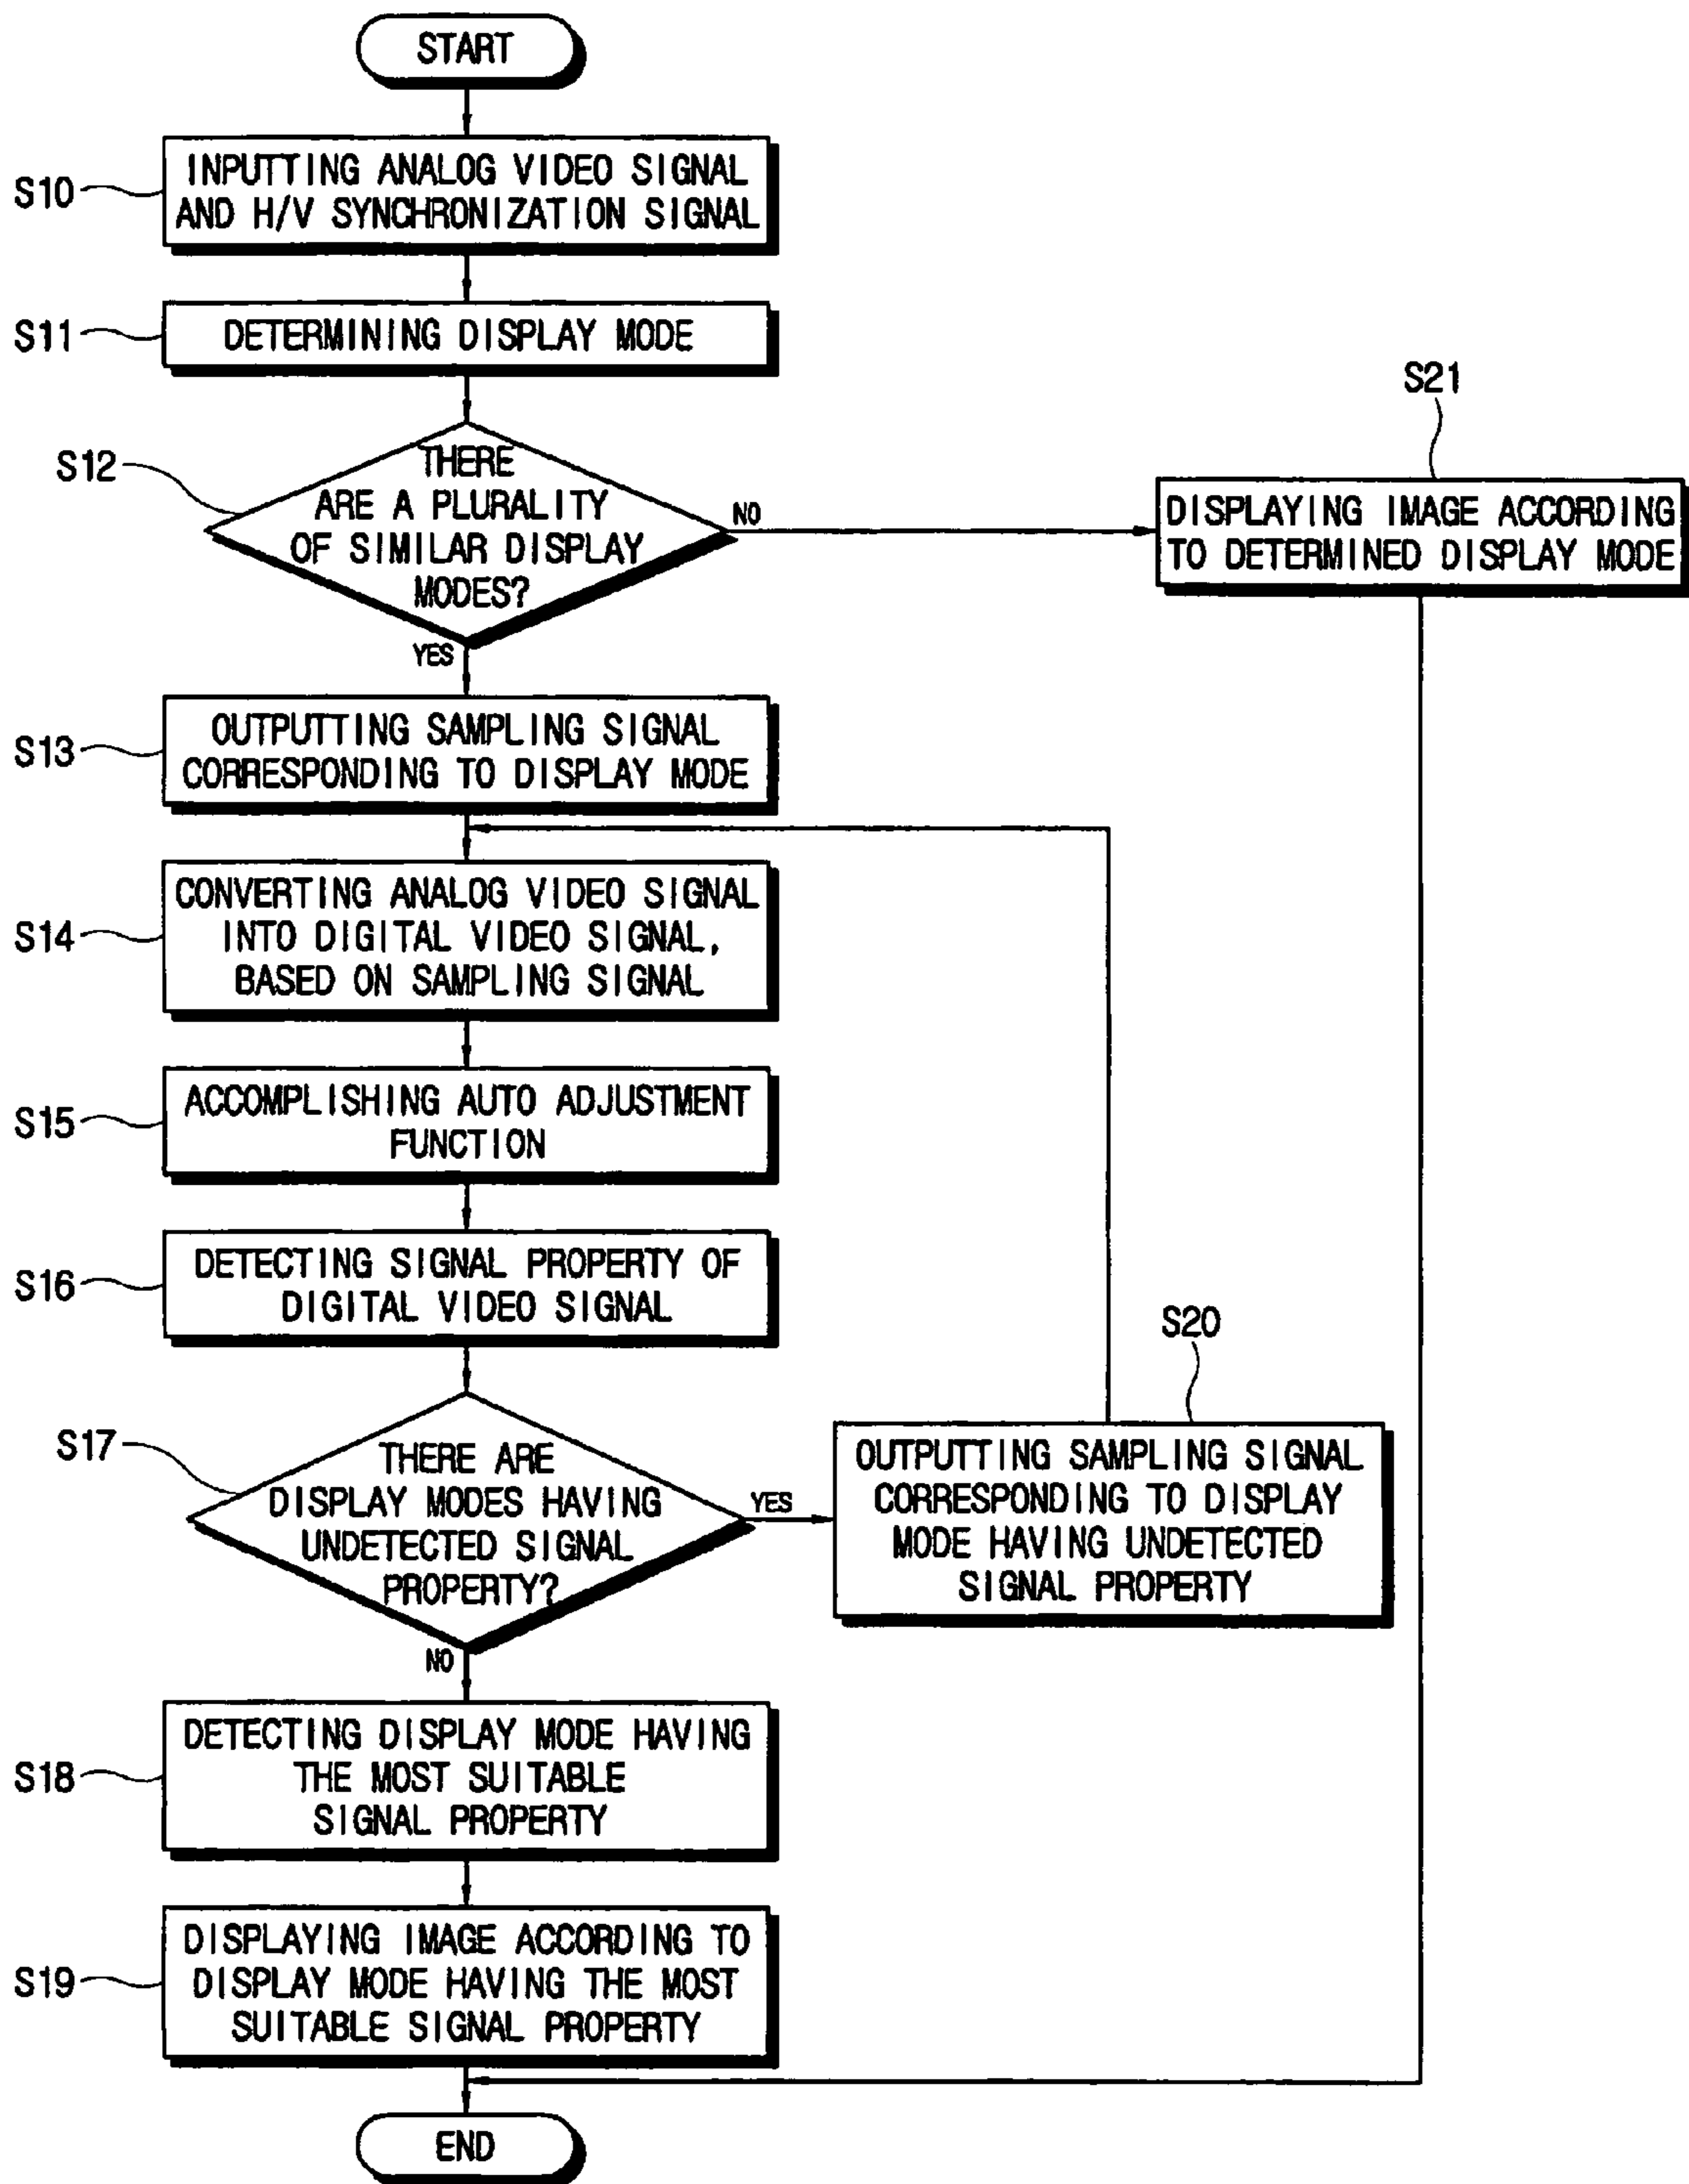 START
S10
INPUTTING ANALOG VIDEO SIGNAL
AND H/V SYNCHRONIZATION SIGNAL
S11
DETERMINING DISPLAY MODE
S12
THERE
ARE A PLURALITY
OF SIMILAR DISPLAY
MODES?
NO
S21
DISPLAYING IMAGE ACCORDING
TO DETERMINED DISPLAY MODE
YES
S13
OUTPUTTING SAMPLING SIGNAL
CORRESPONDING TO DISPLAY MODE
S14
CONVERTING ANALOG VIDEO SIGNAL
INTO DIGITAL VIDEO SIGNAL,
BASED ON SAMPLING SIGNAL
S15
ACCOMPLISHING AUTO ADJUSTMENT
FUNCTION
S16
DETECTING SIGNAL PROPERTY OF
DIGITAL VIDEO SIGNAL
S17
THERE ARE
DISPLAY MODES HAVING
UNDETECTED SIGNAL
PROPERTY?
YES
S20
OUTPUTTING SAMPLING SIGNAL
CORRESPONDING TO DISPLAY
MODE HAVING UNDETECTED
SIGNAL PROPERTY
NO
S18
DETECTING DISPLAY MODE HAVING
THE MOST SUITABLE
SIGNAL PROPERTY
S19
DISPLAYING IMAGE ACCORDING TO
DISPLAY MODE HAVING THE MOST
SUITABLE SIGNAL PROPERTY
END